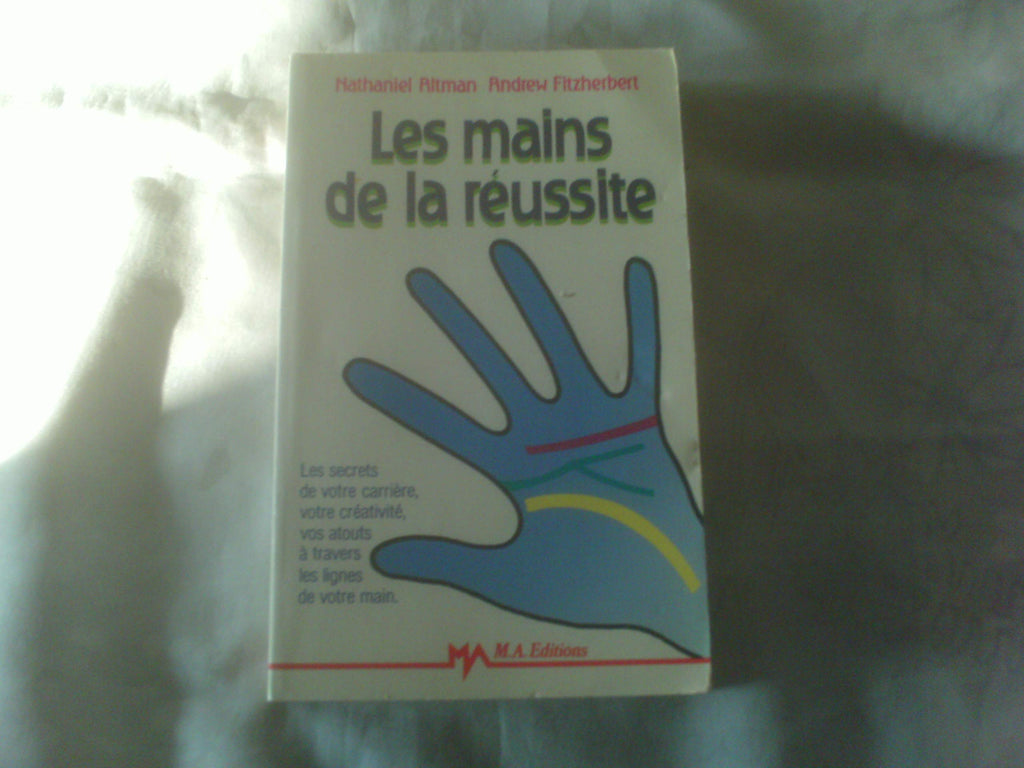 Nathaniel Altman Andrew Fitzherbert
Les mains
de la réussite
Les secrets
de votre carrière,
votre créativité,
vos atouts
à travers
les lignes
de votre main.
MA M.A. Editions